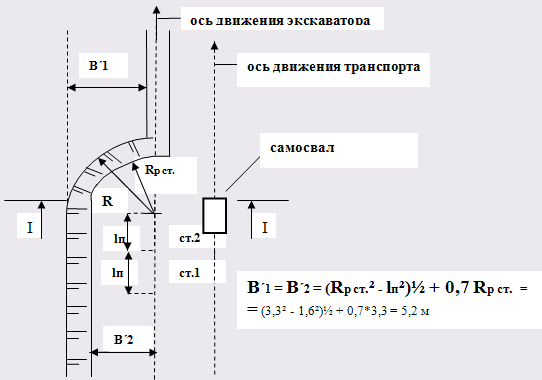 ось движения экскаватора
В´1
ось движения транспорта
самосвал
Rр ст.
R
I
I
lп
ст.2
lп
ст.1
В´1 = В´2 = (Rр ст.² - lп²)½ + 0,7 Rр ст. =
= (3,3² - 1,6²)½ + 0,7*3,3 = 5,2 м
В´2